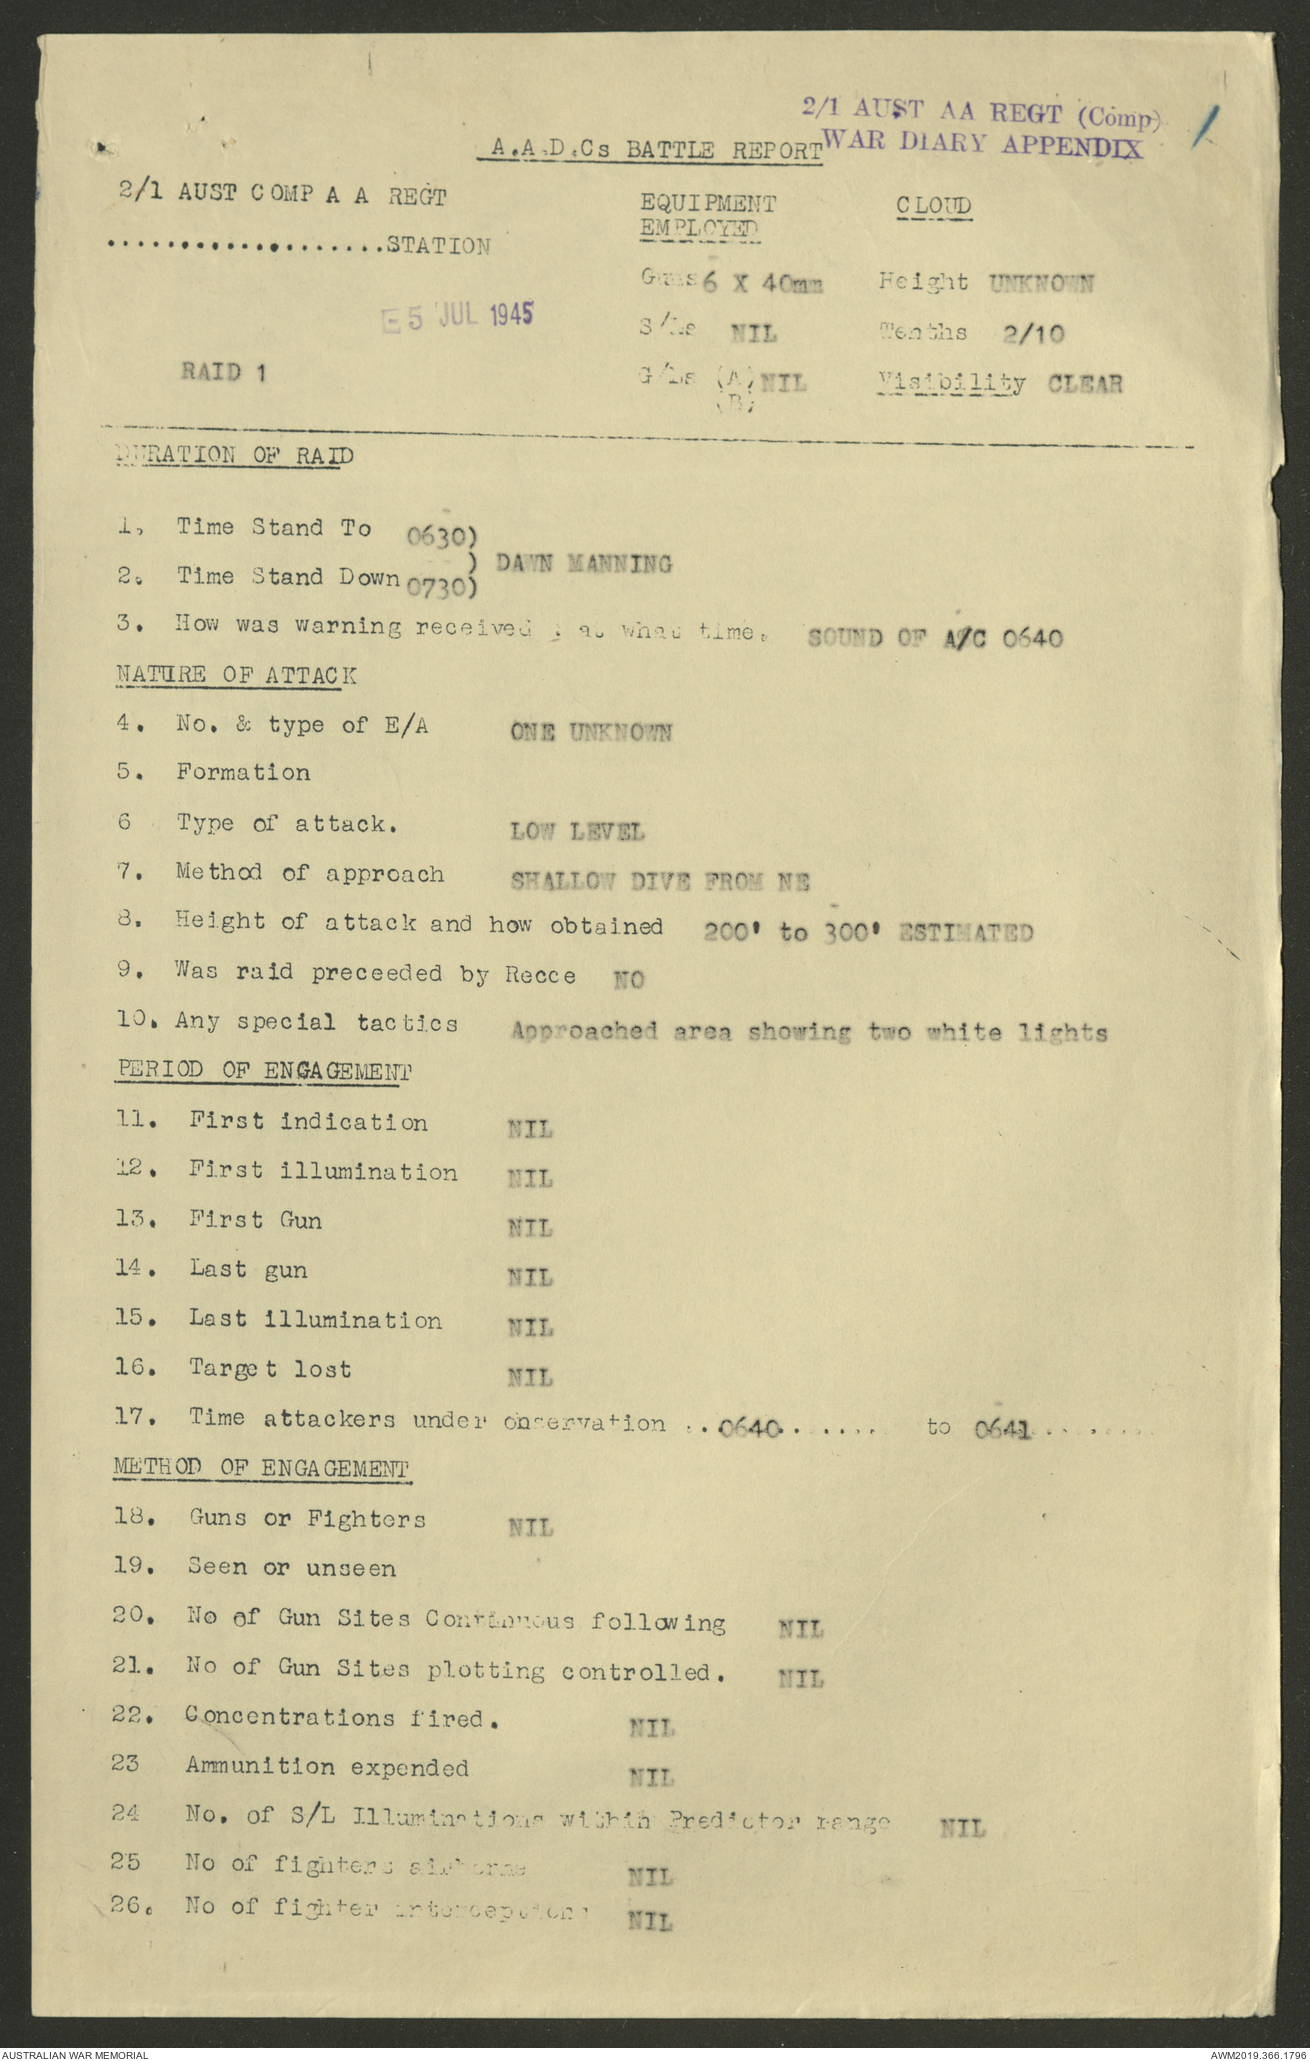 2/1 AUST AA REGT (Comp)
WAR DIARY APPENDIX
1
A.A.D.Cs BATTLE REPORT
2/1 AUST COMP A A REGT
...................STATION
5 JUL 1945
RAID 1
EQUIPMENT
EMPLOYED
Guns 6 X 40mm
S/Ls NIL
G/Ls (A) NIL
(B)
CLOUD
Height UNKNOWN
Tenths 2/10
Visibility CLEAR
DURATION OF RAID
1. Time Stand To 0630)
) DAWN MANNING
2. Time Stand Down 0730)
3. How was warning received ; at what time. SOUND OF A/C 0640
NATURE OF ATTACK
4. No. & type of E/A ONE UNKNOWN
5. Formation
6 Type of attack. LOW LEVEL
7. Method of approach SHALLOW DIVE FROM NE
8. Height of attack and how obtained 200' to 300' ESTIMATED
9. Was raid preceeded by Recce NO
10. Any special tactics Approached area showing two white lights
PERIOD OF ENGAGEMENT
11. First indication NIL
12. First illumination NIL
13. First Gun NIL
14. Last gun NIL
15. Last illumination NIL
16. Target lost NIL
17. Time attackers under observation ...0640....... to 0641.........
METHOD OF ENGAGEMENT
18. Guns or Fighters NIL
19. Seen or unseen
20. No of Gun Sites Continuous following NIL
21. No of Gun Sites plotting controlled. NIL
22. Concentrations fired. NIL
23 Ammunition expended NIL
24 No. of S/L Illuminations within Predictor range NIL
25 No of fighters airborne NIL
26. No of fighter interceptions NIL
AUSTRALIAN WAR MEMORIAL
AWM2019.366.1796